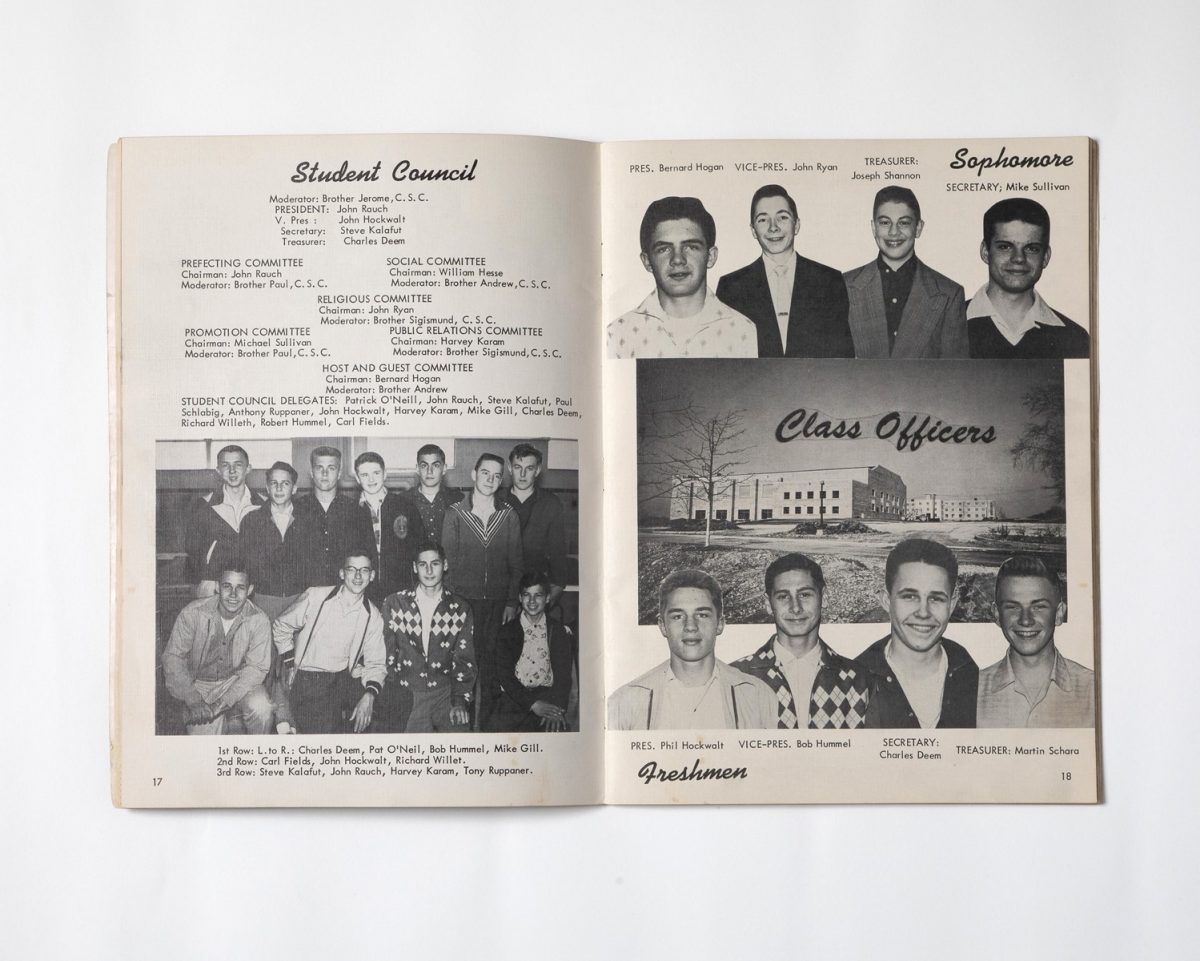 Student Council
Moderator: Brother Jerome, C.S.C.
PRESIDENT: John Rauch
V. Pres : John Hockwalt
Secretary: Steve Kalafut
Treasurer: Charles Deem
PREFECTING COMMITTEE
Chairman: John Rauch
Moderator: Brother Paul, C.S.C.
SOCIAL COMMITTEE
Chairman: William Hesse
Moderator: Brother Andrew, C.S.C.
RELIGIOUS COMMITTEE
Chairman: John Ryan
Moderator: Brother Sigismund, C.S.C.
PROMOTION COMMITTEE
Chairman: Michael Sullivan
Moderator: Brother Paul, C.S.C.
PUBLIC RELATIONS COMMITTEE
Chairman: Harvey Karam
Moderator: Brother Sigismund, C.S.C.
HOST AND GUEST COMMITTEE
Chairman: Bernard Hogan
Moderator: Brother Andrew
STUDENT COUNCIL DELEGATES: Patrick O'Neill, John Rauch, Steve Kalafut, Paul
Schlabig, Anthony Ruppaner, John Hockwalt, Harvey Karam, Mike Gill, Charles Deem,
Richard Willeth, Robert Hummel, Carl Fields.
1st Row: L. to R.: Charles Deem, Pat O'Neil, Bob Hummel, Mike Gill.
2nd Row: Carl Fields, John Hockwalt, Richard Willet.
3rd Row: Steve Kalafut, John Rauch, Harvey Karam, Tony Ruppaner.
17
Sophomore
PRES. Bernard Hogan
VICE-PRES. John Ryan
TREASURER:
Joseph Shannon
SECRETARY; Mike Sullivan
Class Officers
PRES. Phil Hockwalt
VICE-PRES. Bob Hummel
SECRETARY:
Charles Deem
TREASURER: Martin Schara
Freshmen
18